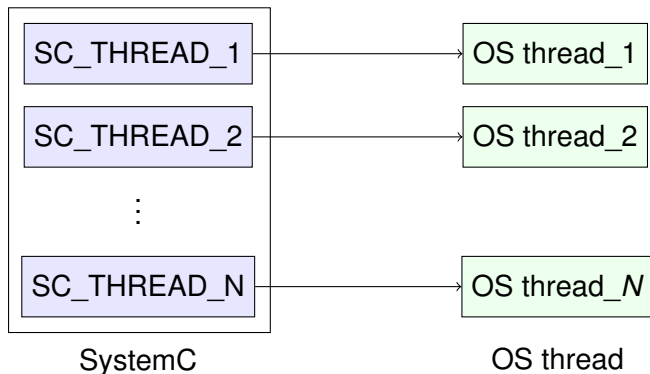 SC_THREAD_1 OS thread_1
SC_THREAD_2 OS thread_2
⋮
SC_THREAD_N OS thread_N
SystemC OS thread